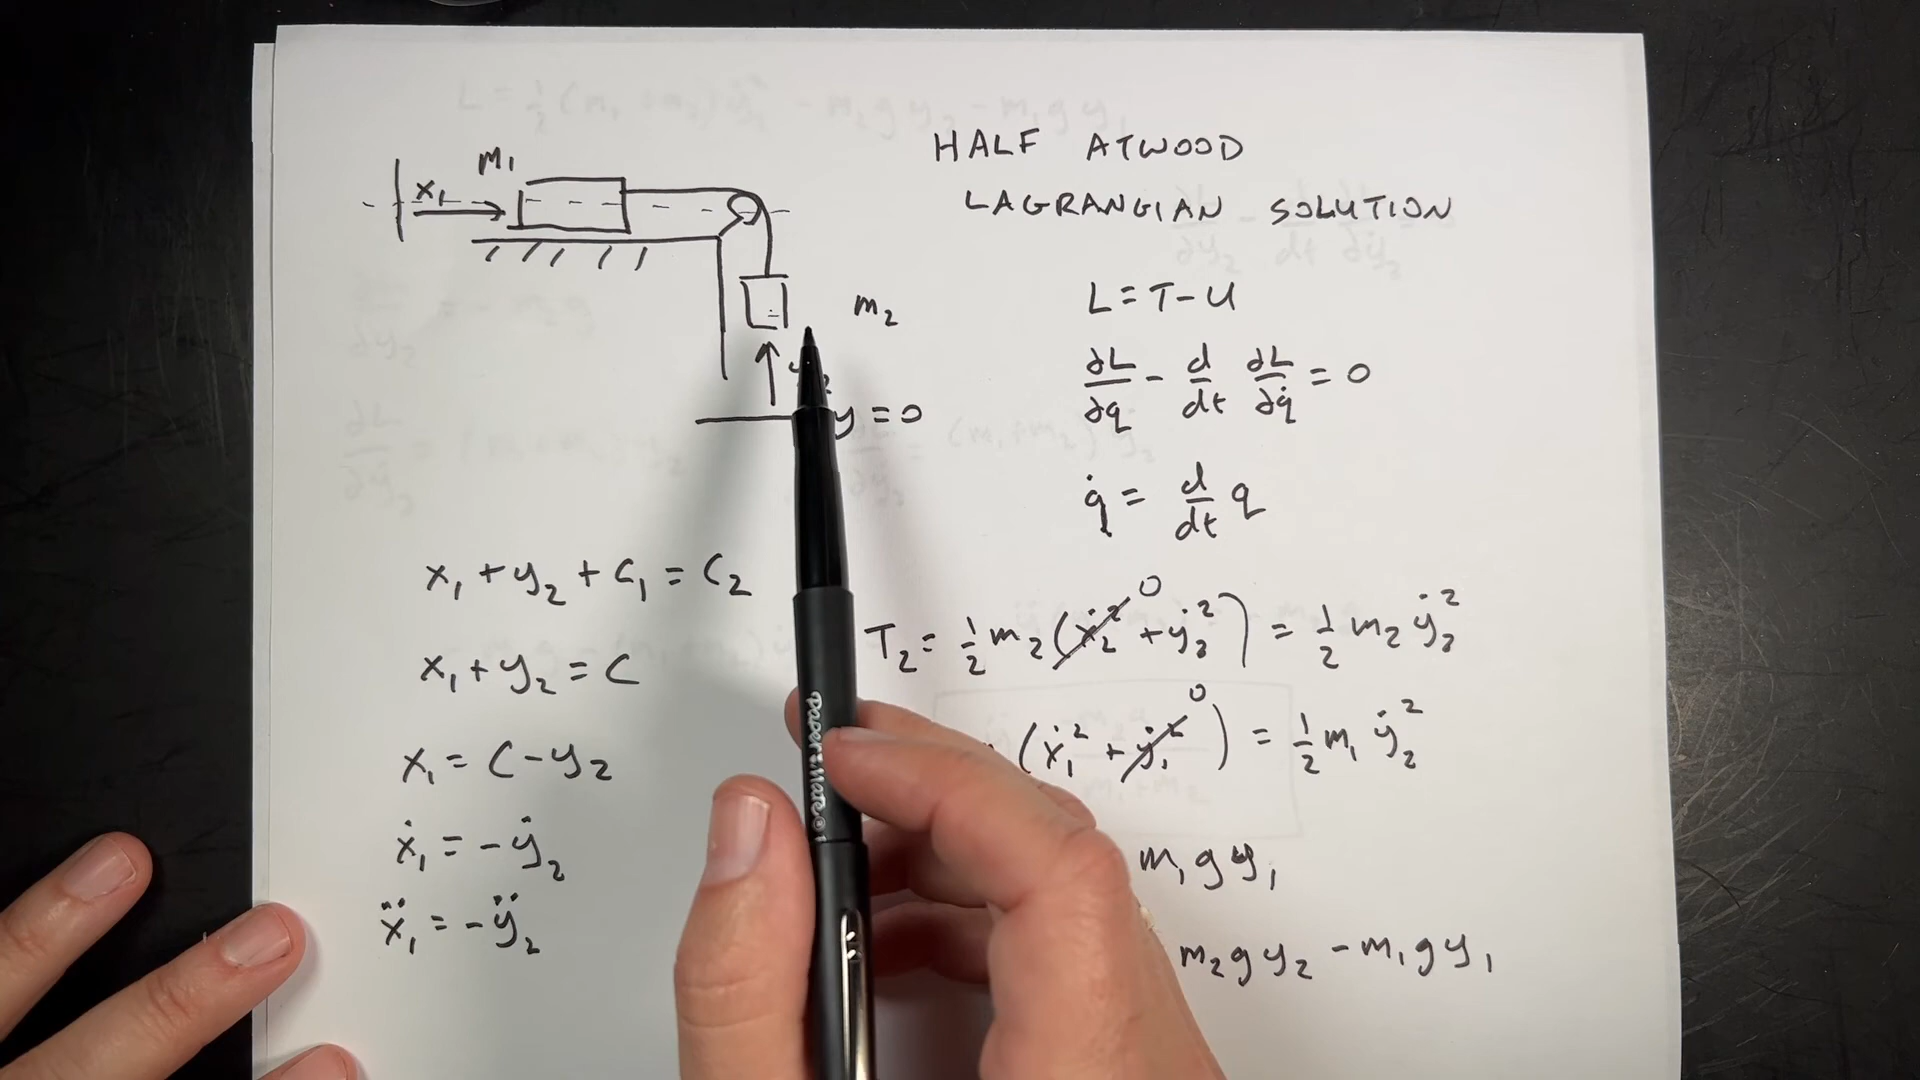 HALF ATWOOD
LAGRANGIAN SOLUTION
x₁
m₁
m₂
y = 0
L = T - U
∂L/∂q - d/dt ∂L/∂q̇ = 0
q̇ = d/dt q
x₁ + y₂ + C₁ = C₂
x₁ + y₂ = C
x₁ = C - y₂
ẋ₁ = -ẏ₂
ẍ₁ = -ÿ₂
T₂ = ½ m₂ (ẋ₂² + ẏ₂²) = ½ m₂ ẏ₂²
0
(ẋ₁² + ẏ₁²) = ½ m₁ ẏ₂²
0
m₁ g y₁
m₂ g y₂ - m₁ g y₁
PaperMate